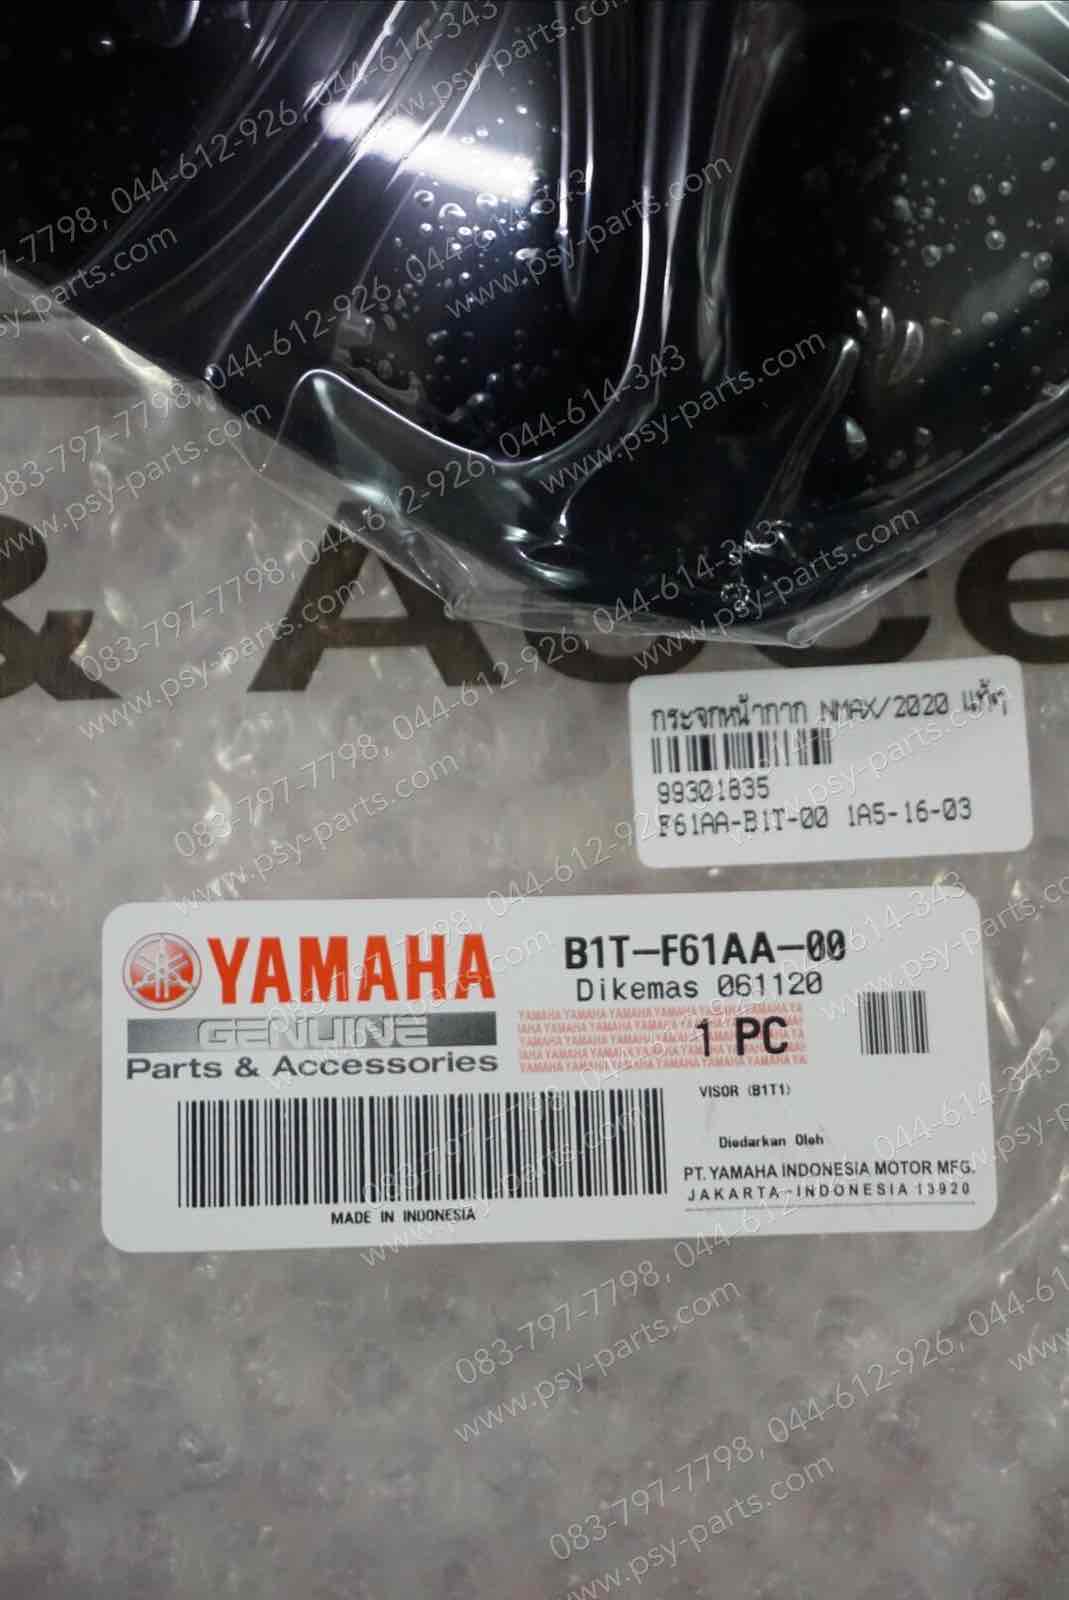 & Acce
กระจกหน้ากาก NMAX/2020 แท้ๆ
99301835
F61AA-B1T-00 1A5-16-03
YAMAHA
GENUINE
Parts & Accessories
B1T-F61AA-00
Dikemas 061120
1 PC
VISOR (B1T1)
Diedarkan Oleh
PT. YAMAHA INDONESIA MOTOR MFG.
JAKARTA-INDONESIA 13920
MADE IN INDONESIA
083-797-7798, 044-612-926, 044-614-343
www.psy-parts.com